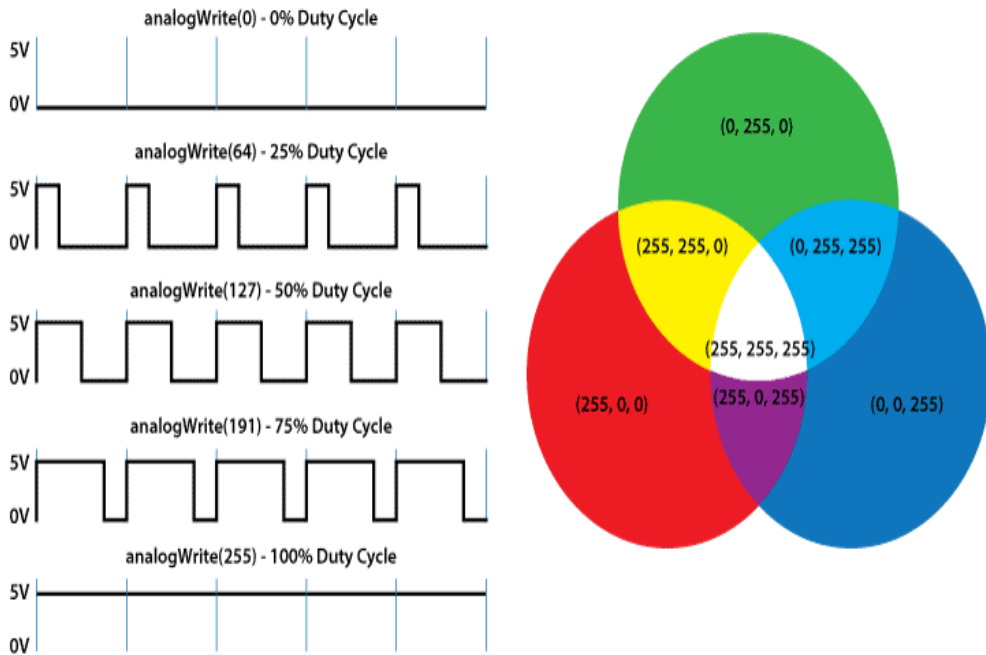 analogWrite(0) - 0% Duty Cycle
5V
0V
analogWrite(64) - 25% Duty Cycle
5V
0V
analogWrite(127) - 50% Duty Cycle
5V
0V
analogWrite(191) - 75% Duty Cycle
5V
0V
analogWrite(255) - 100% Duty Cycle
5V
0V
(0, 255, 0)
(255, 255, 0)
(0, 255, 255)
(255, 255, 255)
(255, 0, 0)
(255, 0, 255)
(0, 0, 255)